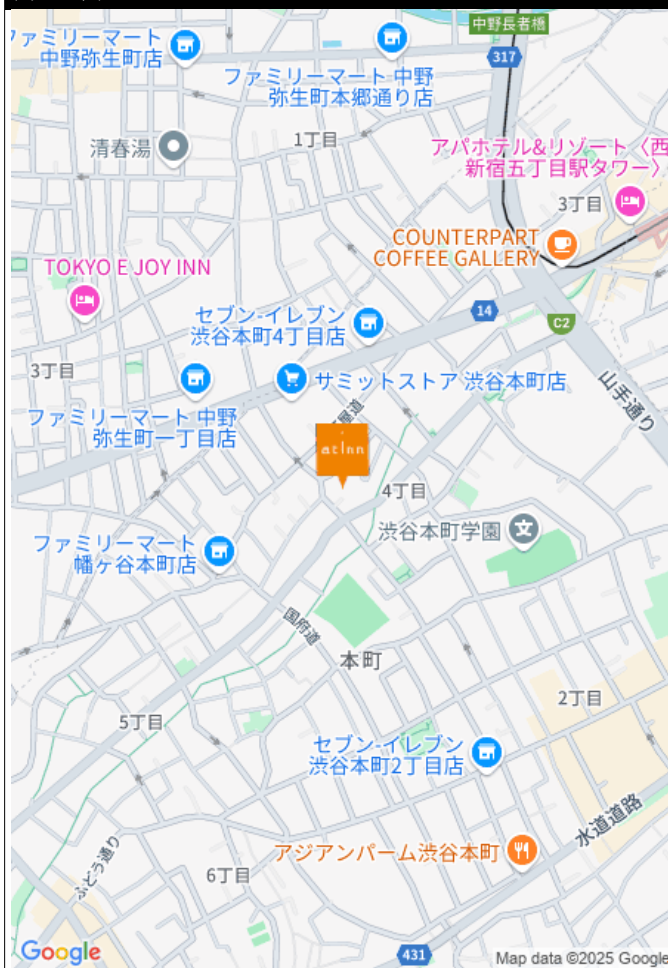 中野長者橋
ファミリーマート
中野弥生町店
317
ファミリーマート 中野
弥生町本郷通り店
1丁目
清春湯
アパホテル&リゾート〈西
新宿五丁目駅タワー〉
3丁目
COUNTERPART
COFFEE GALLERY
TOKYO E JOY INN
セブン-イレブン
渋谷本町4丁目店
14
C2
3丁目
サミットストア 渋谷本町店
山手通り
ファミリーマート 中野
弥生町一丁目店
屋道
at inn
4丁目
渋谷本町学園
文
ファミリーマート
幡ヶ谷本町店
国府道
本町
2丁目
5丁目
セブン-イレブン
渋谷本町2丁目店
水道道路
アジアンパーム渋谷本町
ふどう通り
6丁目
Google
431
Map data ©2025 Google